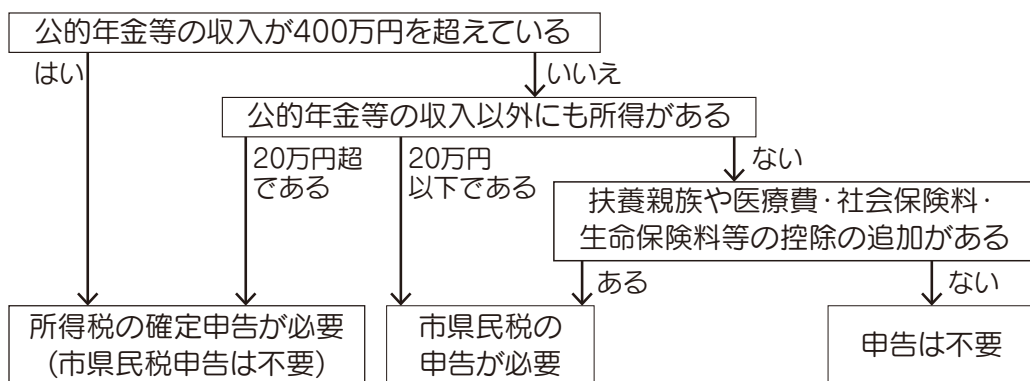 公的年金等の収入が400万円を超えている
はい
いいえ
公的年金等の収入以外にも所得がある
20万円超
である
20万円
以下である
ない
扶養親族や医療費・社会保険料・
生命保険料等の控除の追加がある
ある
ない
所得税の確定申告が必要
(市県民税申告は不要)
市県民税の
申告が必要
申告は不要